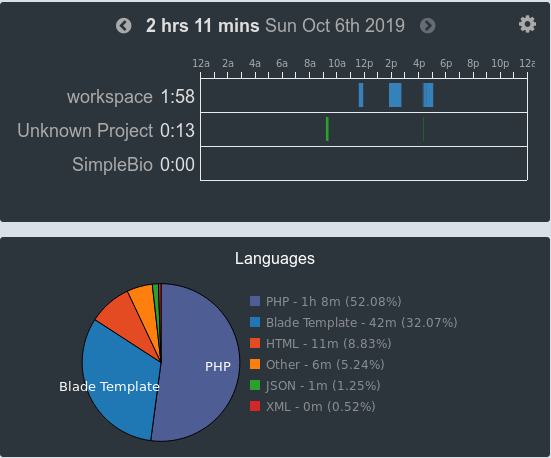 2 hrs 11 mins Sun Oct 6th 2019
12a 2a 4a 6a 8a 10a 12p 2p 4p 6p 8p 10p 12a
workspace 1:58
Unknown Project 0:13
SimpleBio 0:00
Languages
PHP - 1h 8m (52.08%)
Blade Template - 42m (32.07%)
HTML - 11m (8.83%)
Other - 6m (5.24%)
JSON - 1m (1.25%)
XML - 0m (0.52%)
PHP
Blade Template